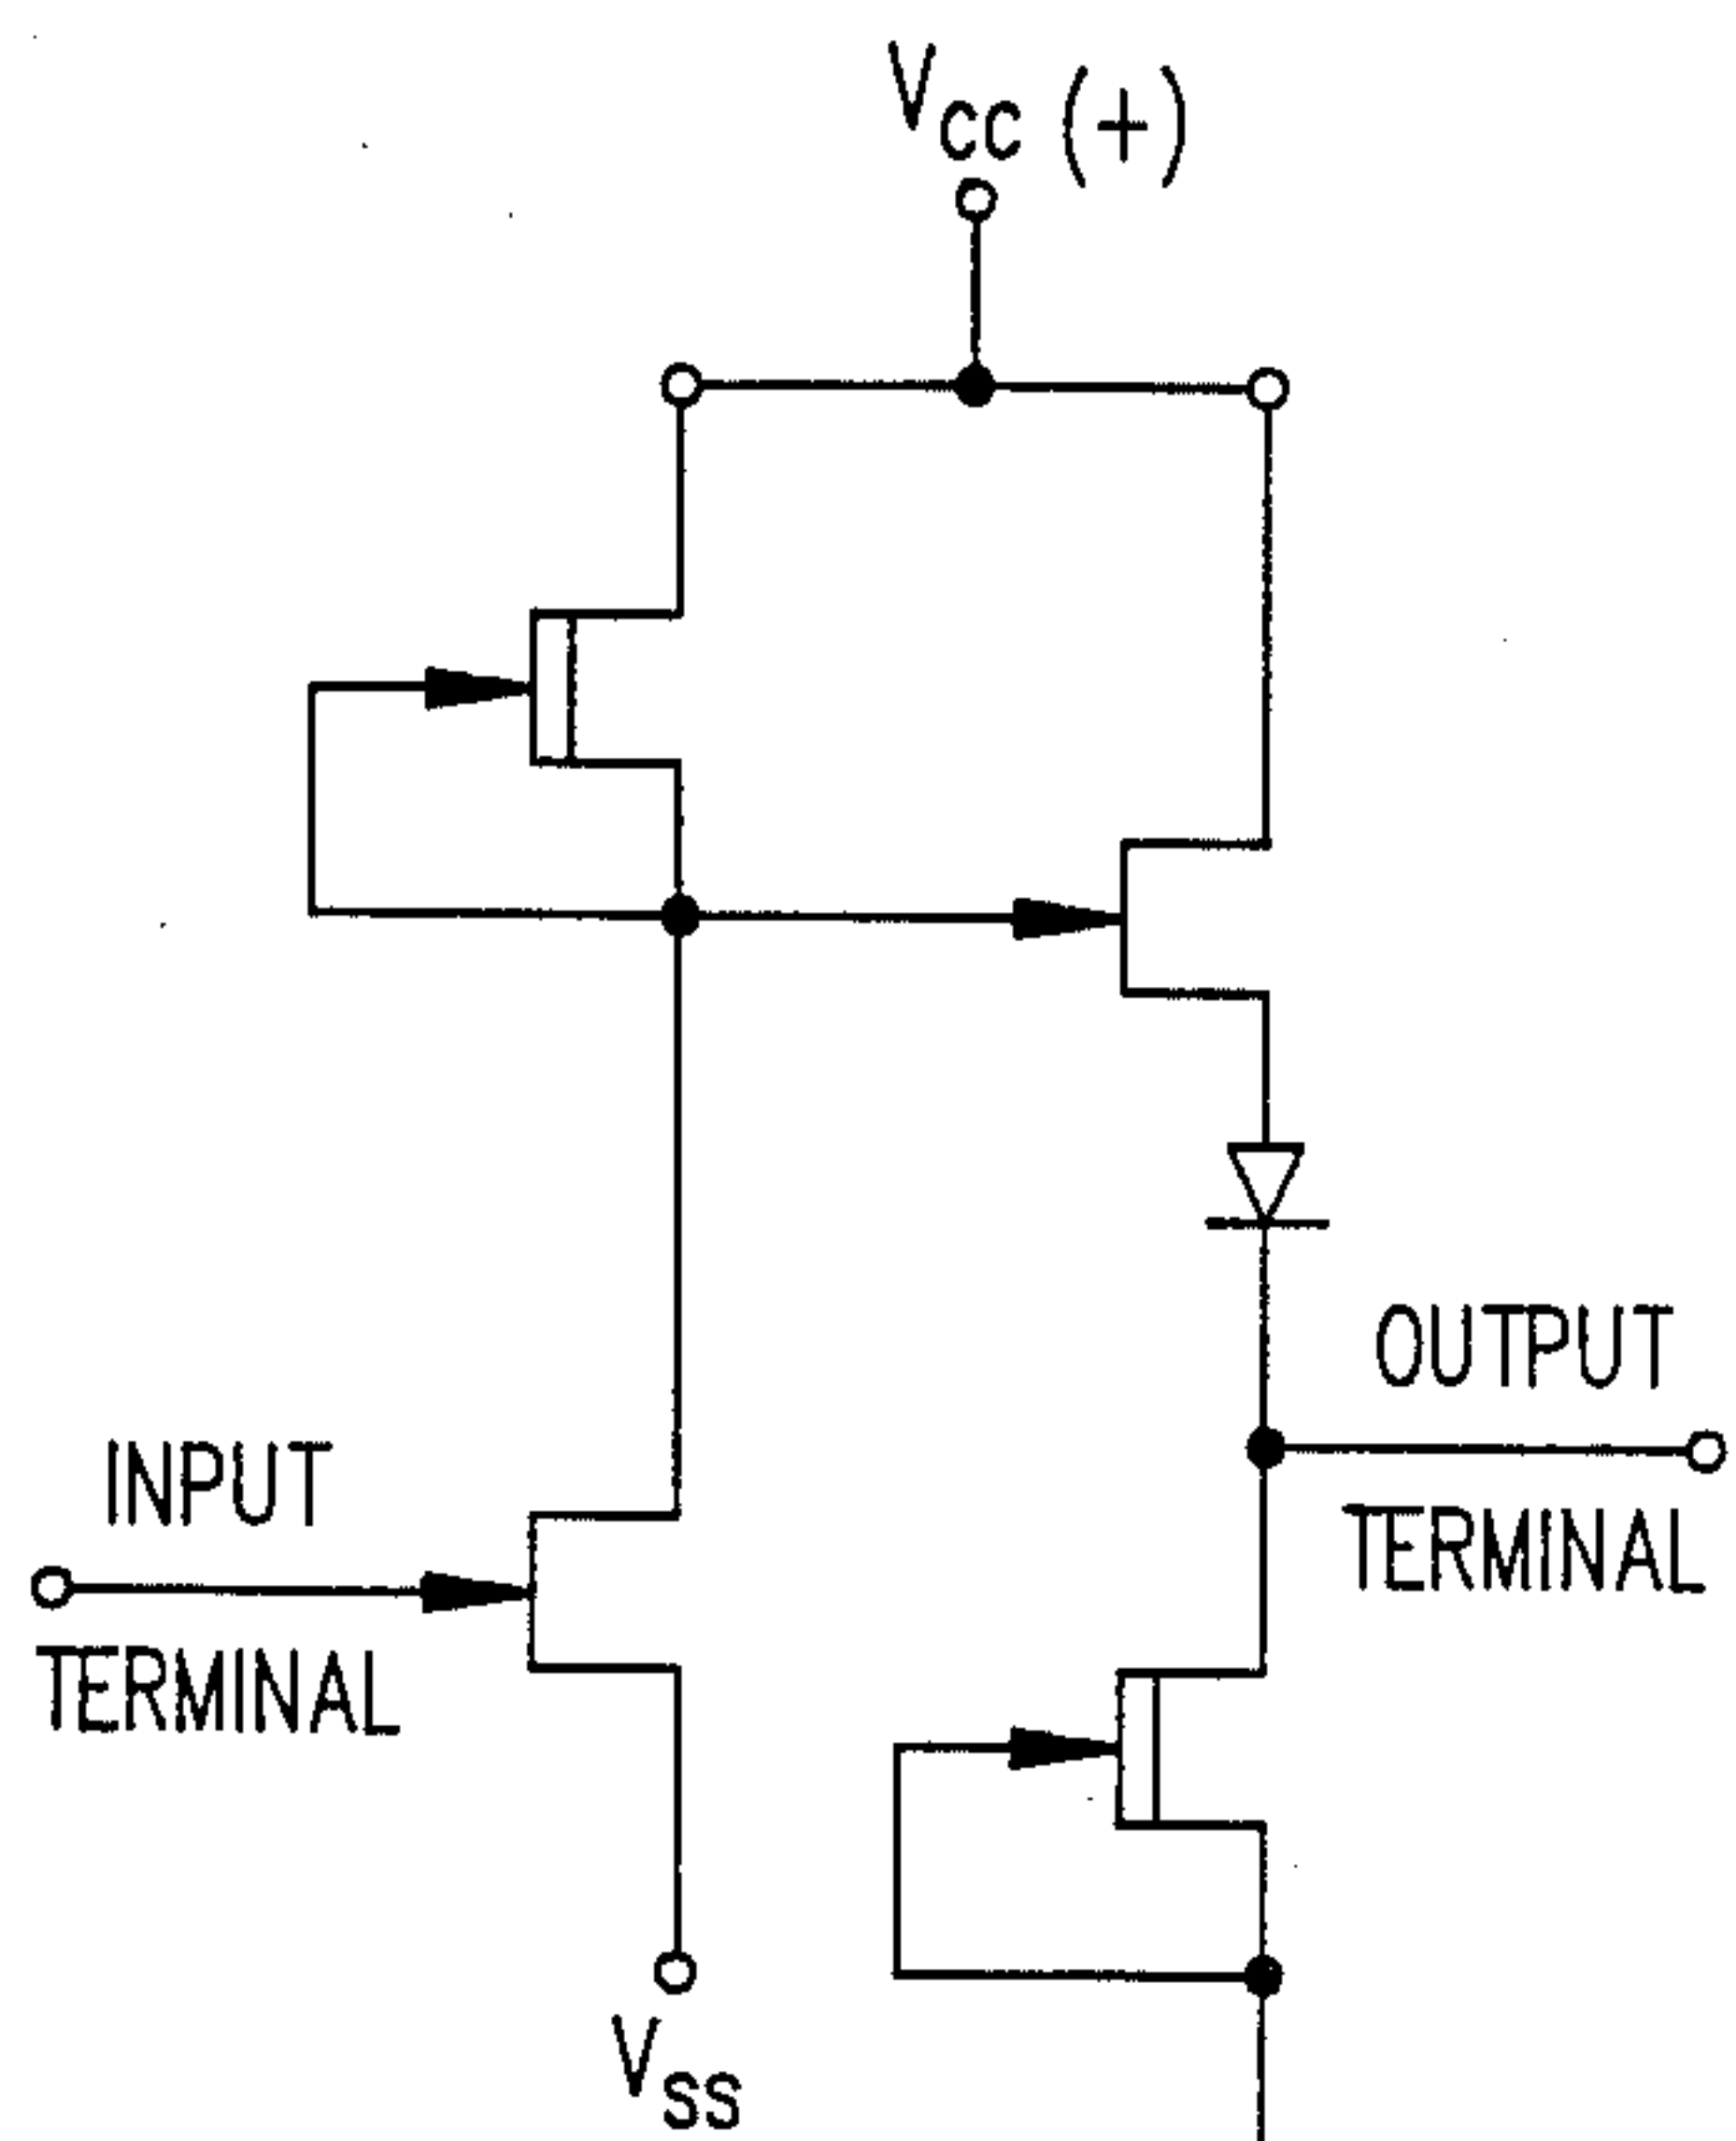 VCC (+)
OUTPUT
TERMINAL
INPUT
TERMINAL
VSS